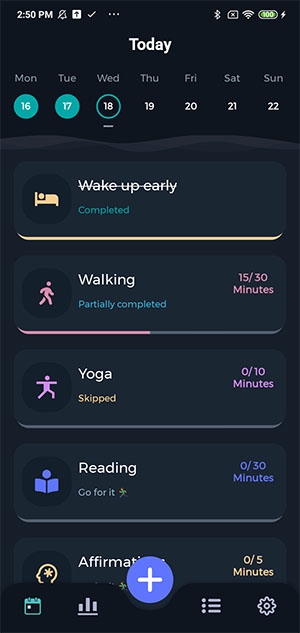 2:50 PM
100
Today
Mon Tue Wed Thu Fri Sat Sun
16 17 18 19 20 21 22
Wake up early
Completed
Walking
15/30
Minutes
Partially completed
Yoga
0/10
Minutes
Skipped
Reading
0/30
Minutes
Go for it
0/5
Minutes